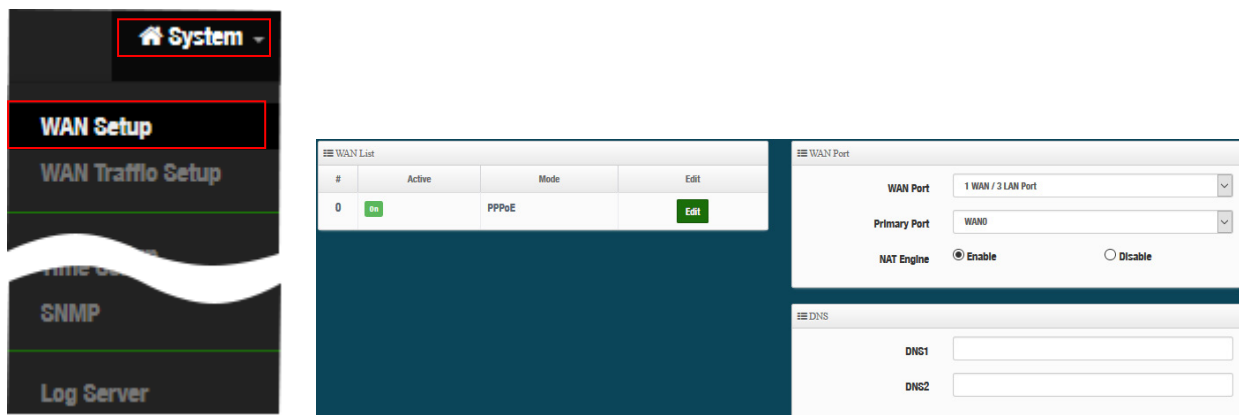 System
WAN Setup
WAN Traffic Setup
SNMP
Log Server
WAN List
# Active Mode Edit
0 On PPPoE Edit
WAN Port
WAN Port 1 WAN / 3 LAN Port
Primary Port WAN0
NAT Engine Enable Disable
DNS
DNS1
DNS2